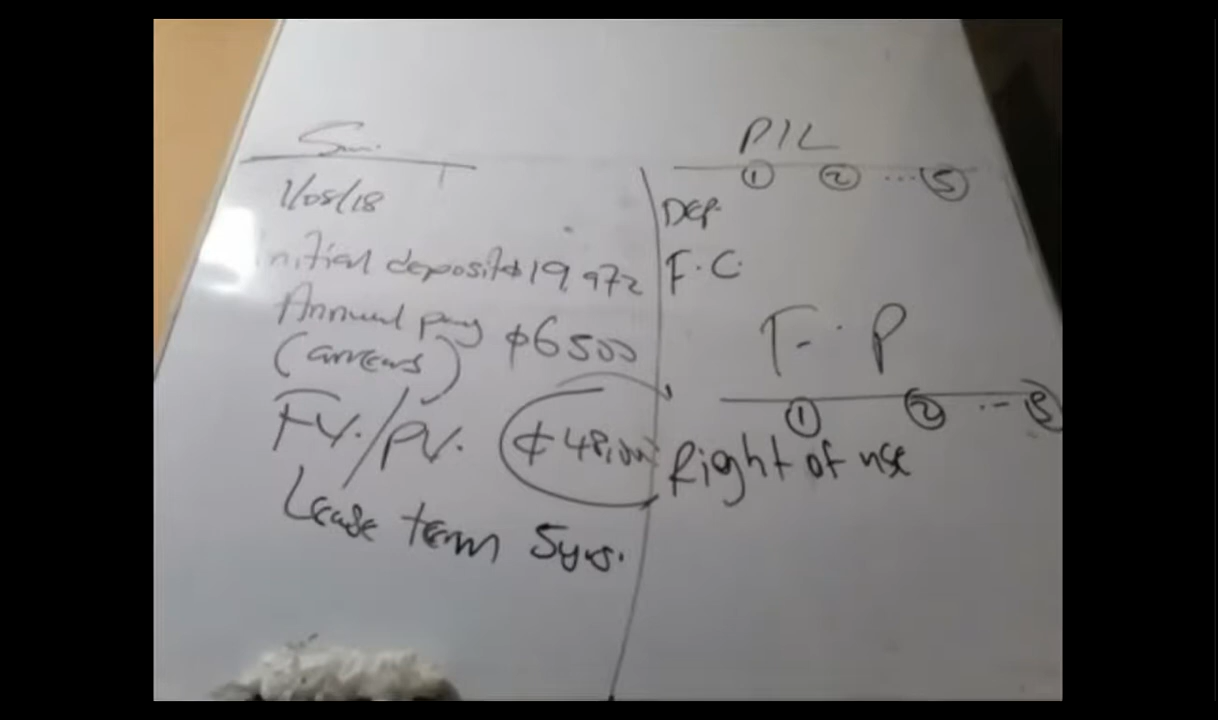 1/05/18
initial deposit $19,972
Annual pay $6500
(arrears)
FV./PV. ¢48,000
Lease term 5yrs.
P/L
① ② ... ⑤
DEP.
F.C.
F.P
① ② ... ⑤
Right of use